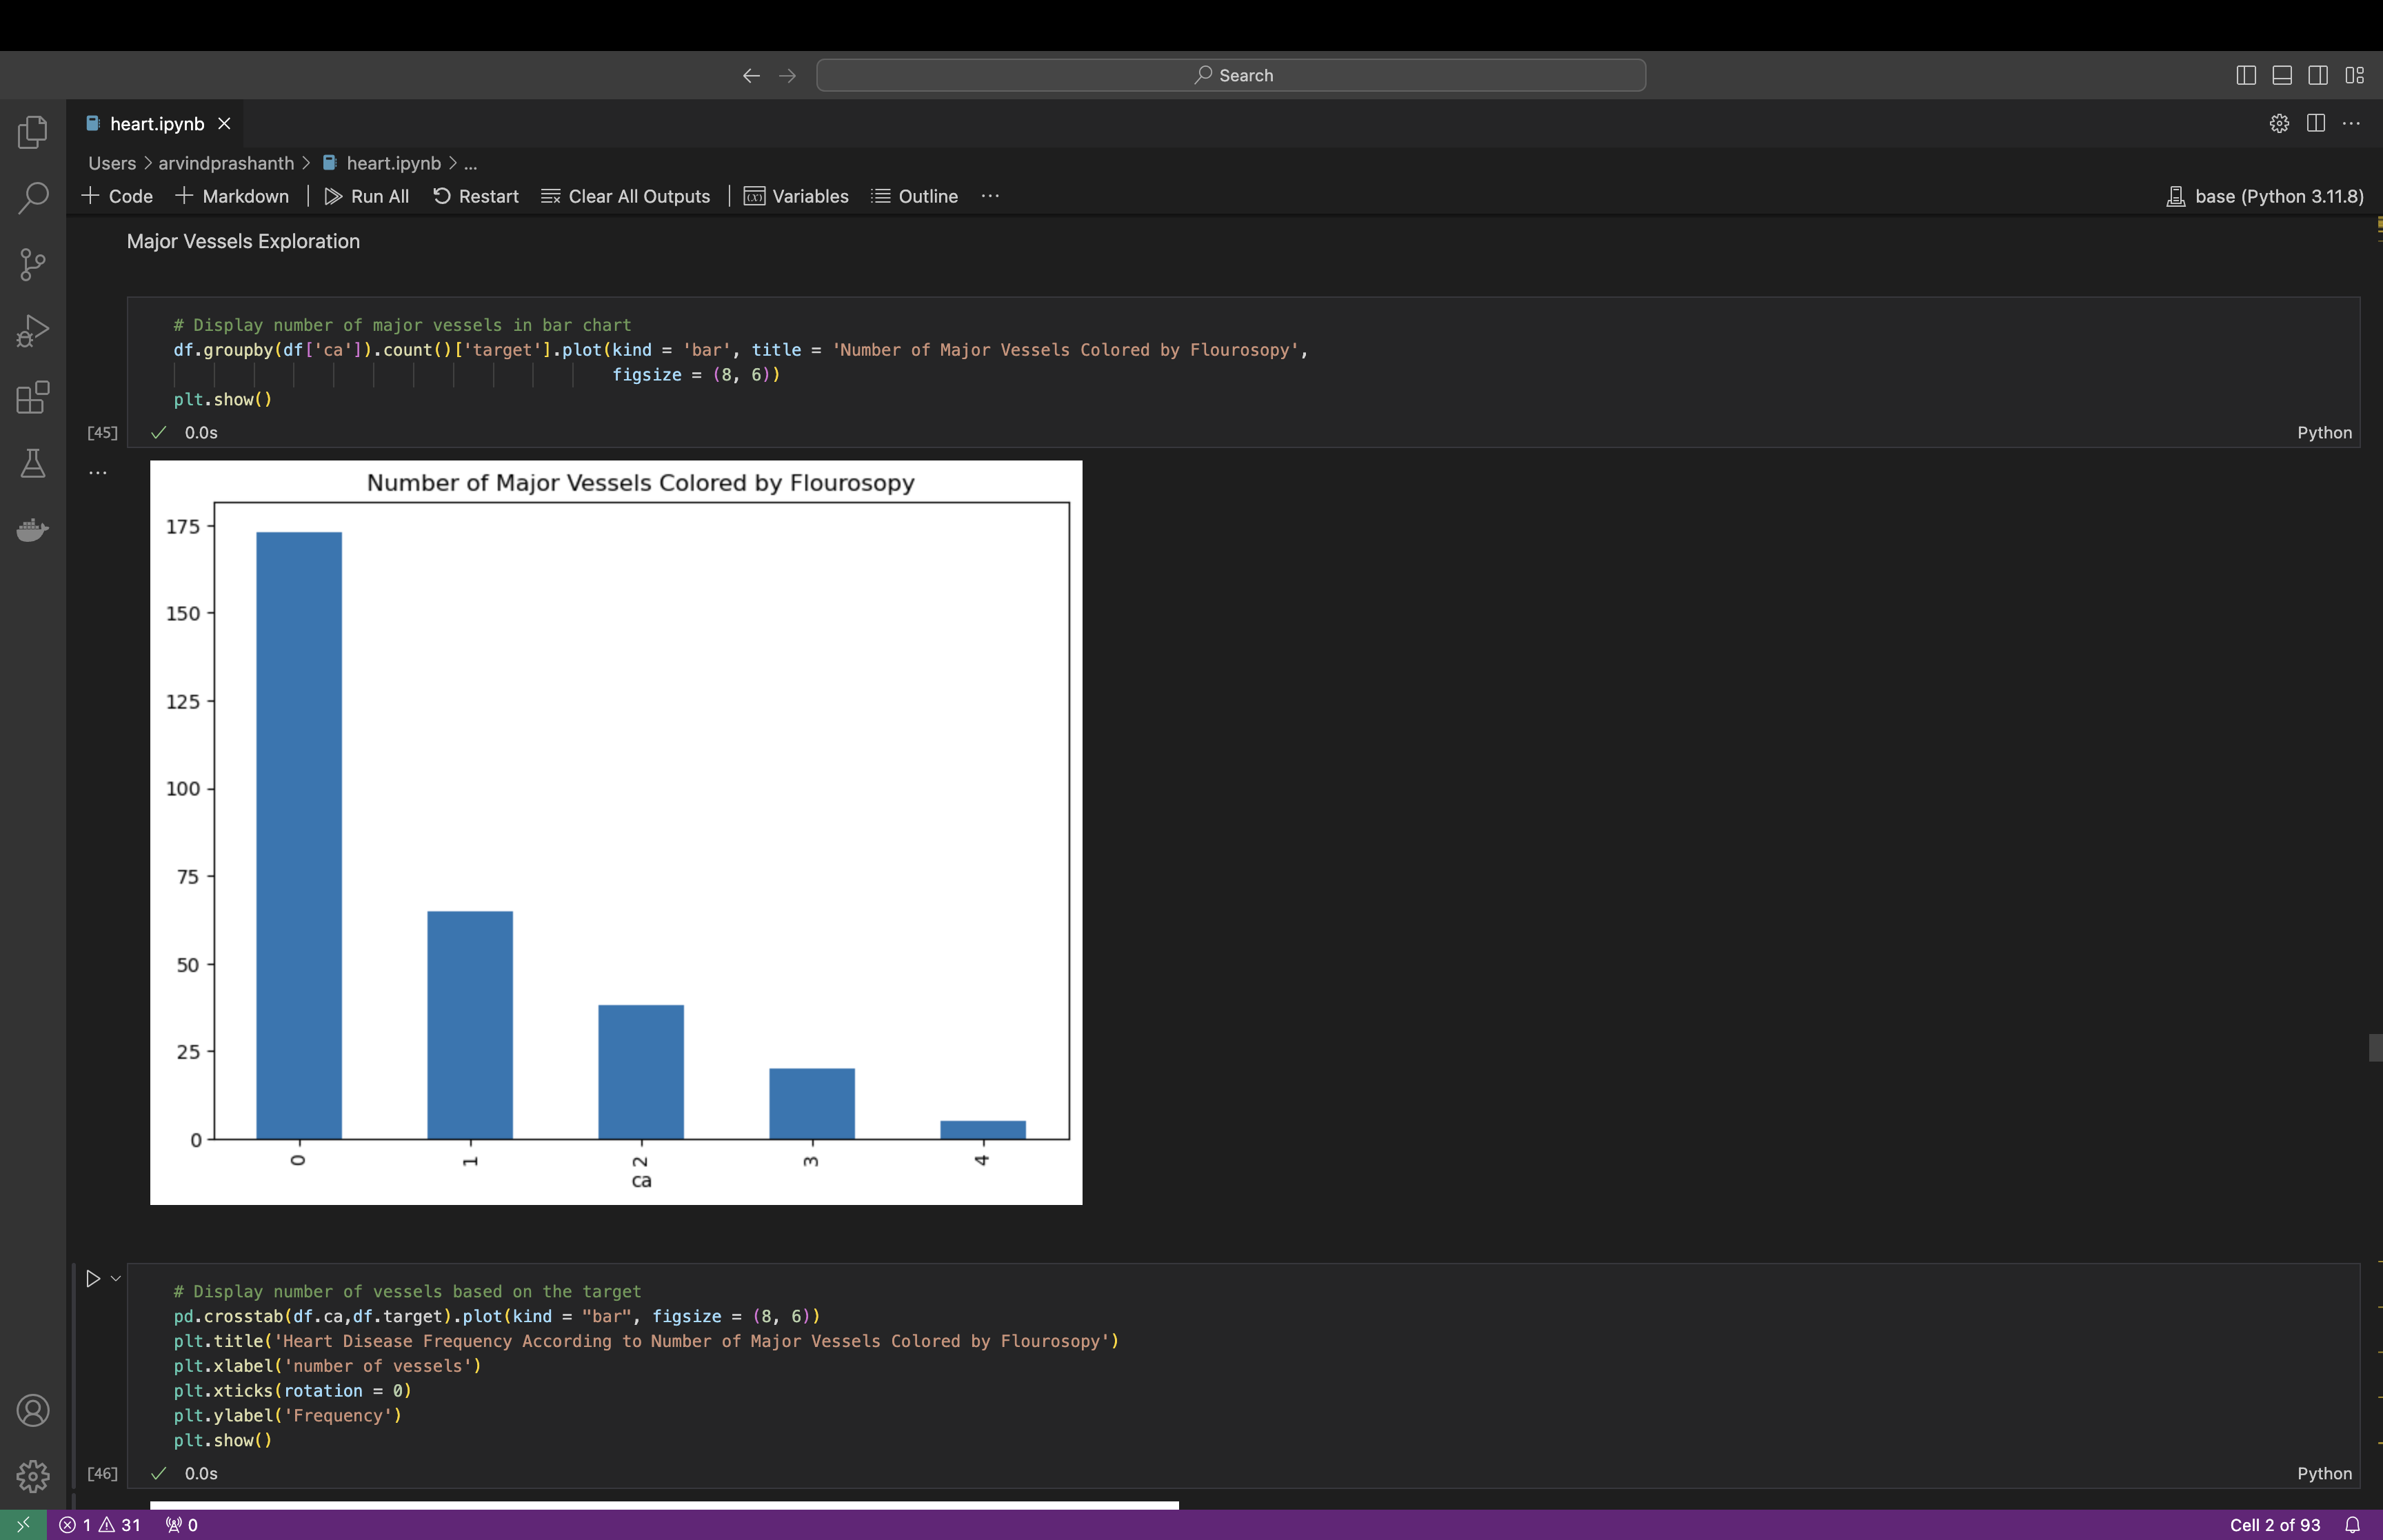 Search
heart.ipynb
Users > arvindprashanth > heart.ipynb > ...
+ Code + Markdown | Run All Restart Clear All Outputs | Variables Outline ...
base (Python 3.11.8)
Major Vessels Exploration
# Display number of major vessels in bar chart
df.groupby(df['ca']).count()['target'].plot(kind = 'bar', title = 'Number of Major Vessels Colored by Flourosopy',
figsize = (8, 6))
plt.show()
[45] 0.0s Python
...
Number of Major Vessels Colored by Flourosopy
175
150
125
100
75
50
25
0
0 1 2 3 4
ca
# Display number of vessels based on the target
pd.crosstab(df.ca,df.target).plot(kind = "bar", figsize = (8, 6))
plt.title('Heart Disease Frequency According to Number of Major Vessels Colored by Flourosopy')
plt.xlabel('number of vessels')
plt.xticks(rotation = 0)
plt.ylabel('Frequency')
plt.show()
[46] 0.0s Python
1 31 0 Cell 2 of 93